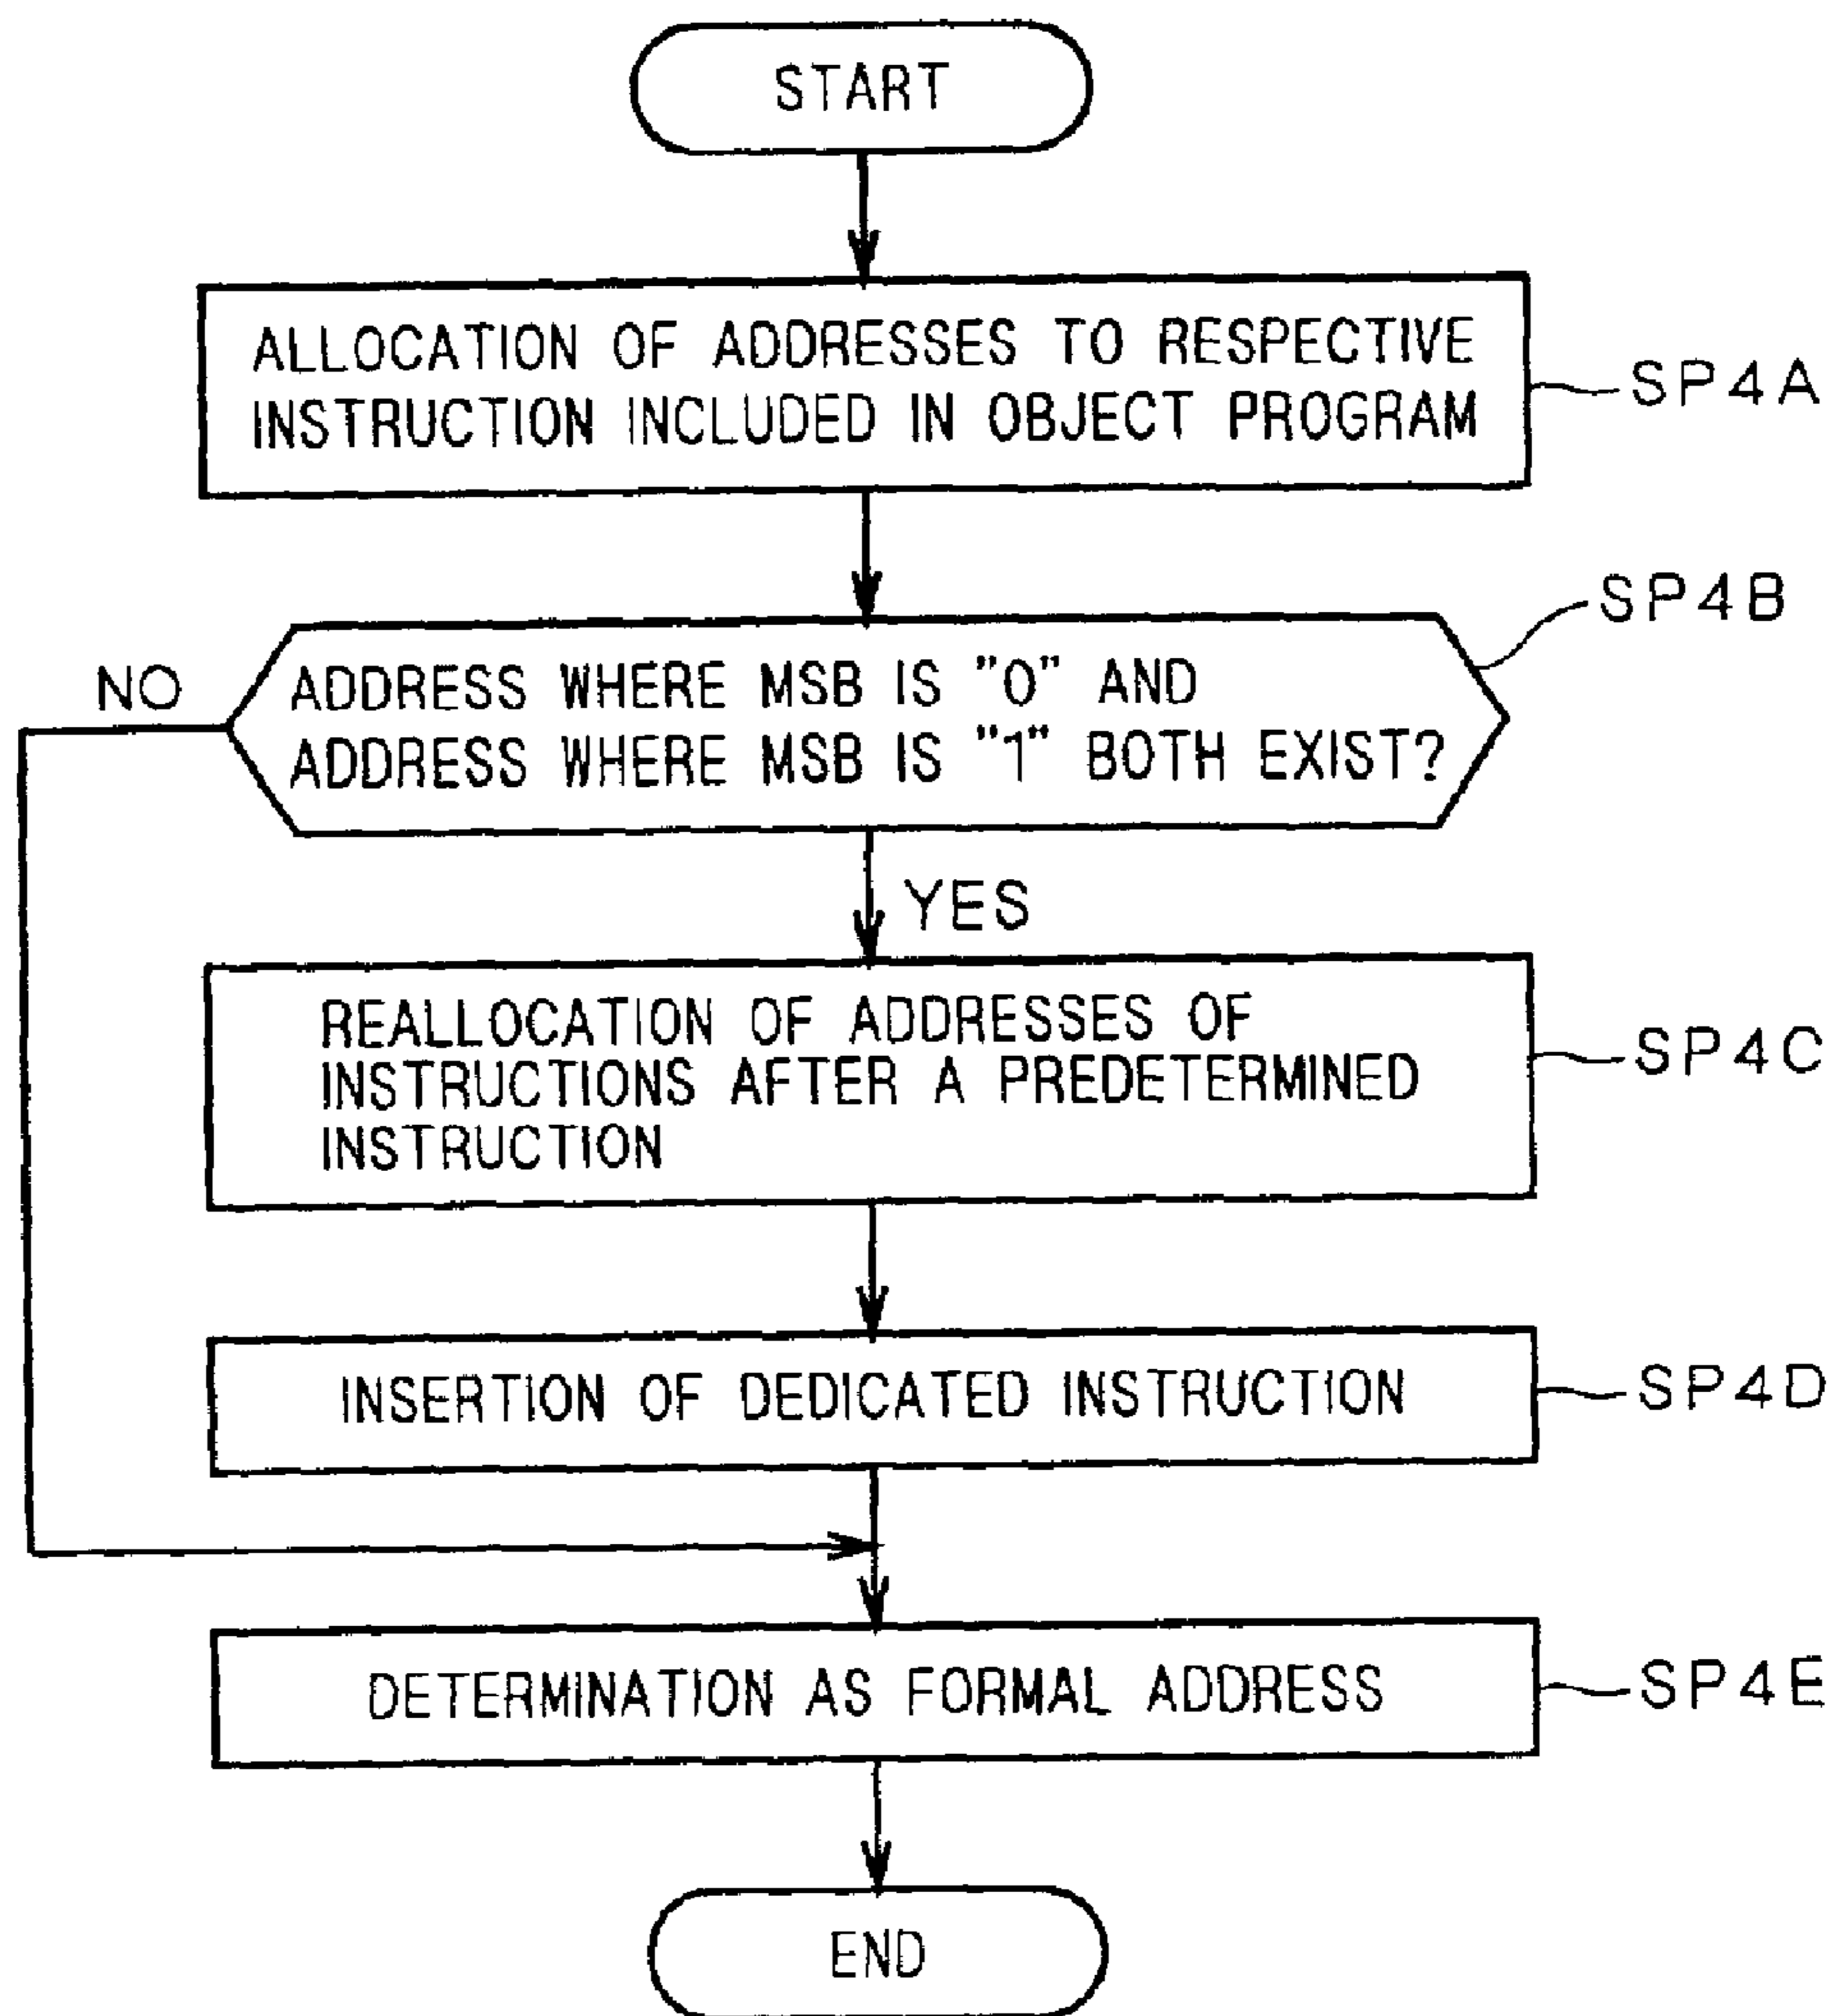 START
ALLOCATION OF ADDRESSES TO RESPECTIVE
INSTRUCTION INCLUDED IN OBJECT PROGRAM
SP4A
SP4B
NO
ADDRESS WHERE MSB IS "0" AND
ADDRESS WHERE MSB IS "1" BOTH EXIST?
YES
REALLOCATION OF ADDRESSES OF
INSTRUCTIONS AFTER A PREDETERMINED
INSTRUCTION
SP4C
INSERTION OF DEDICATED INSTRUCTION
SP4D
DETERMINATION AS FORMAL ADDRESS
SP4E
END